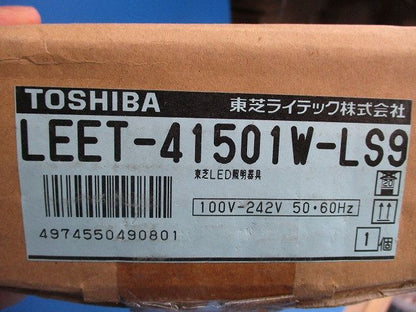 TOSHIBA 東芝ライテック株式会社
LEET-41501W-LS9
東芝LED照明器具
100V-242V 50・60Hz
4974550490801
1個